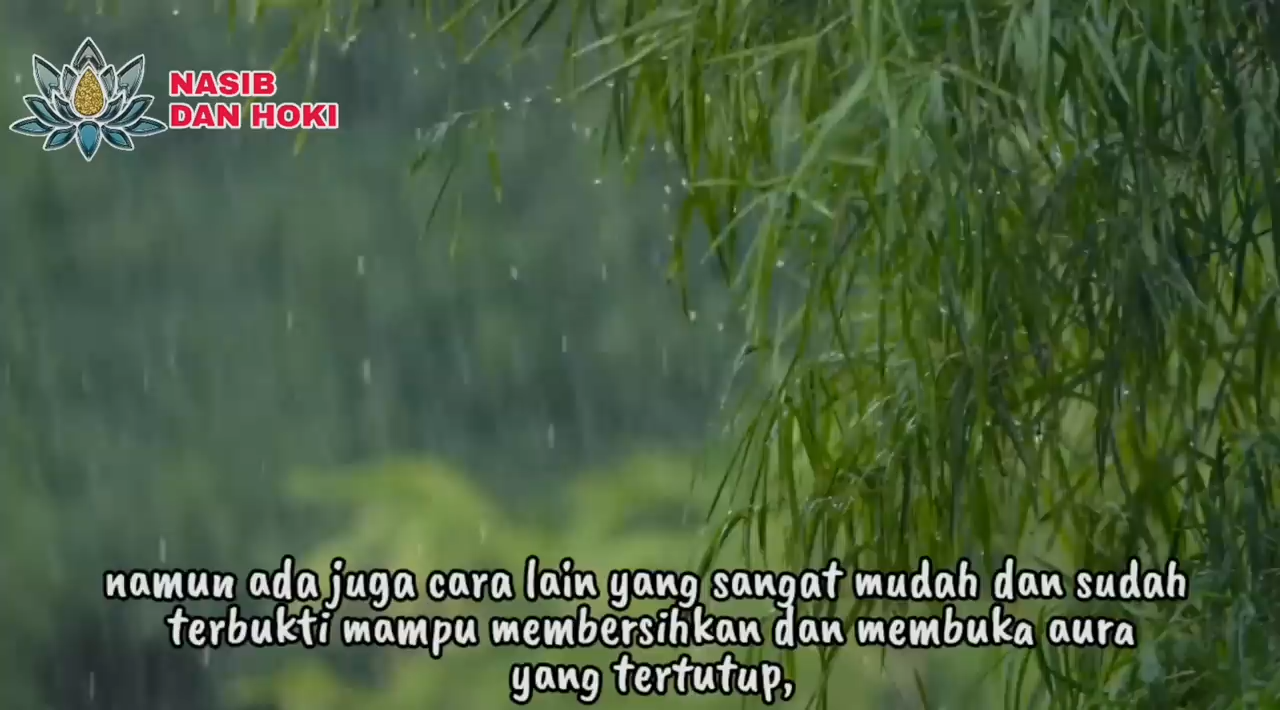 NASIB
DAN HOKI
namun ada juga cara lain yang sangat mudah dan sudah
terbukti mampu membersihkan dan membuka aura
yang tertutup,